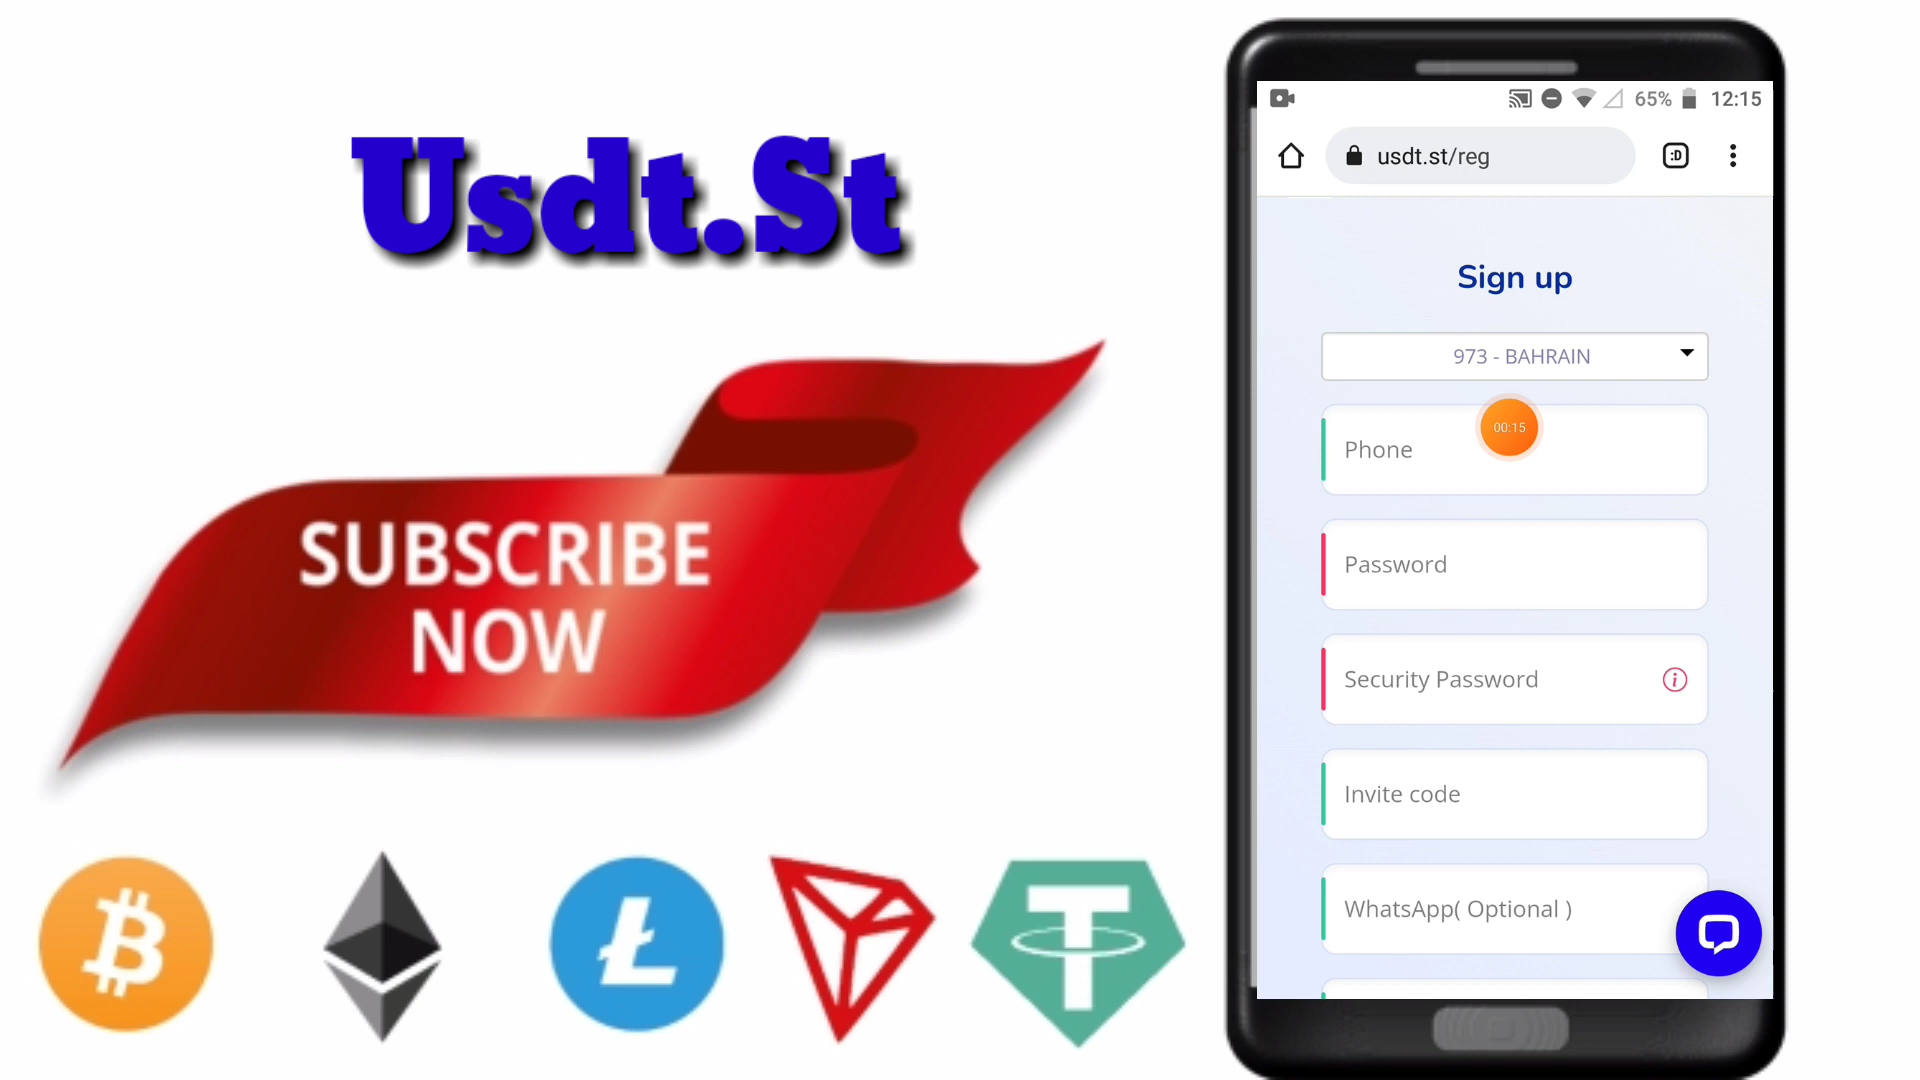 Usdt.St
SUBSCRIBE
NOW
65% 12:15
usdt.st/reg
:D
Sign up
973 - BAHRAIN
00:15
Phone
Password
Security Password
Invite code
WhatsApp( Optional )